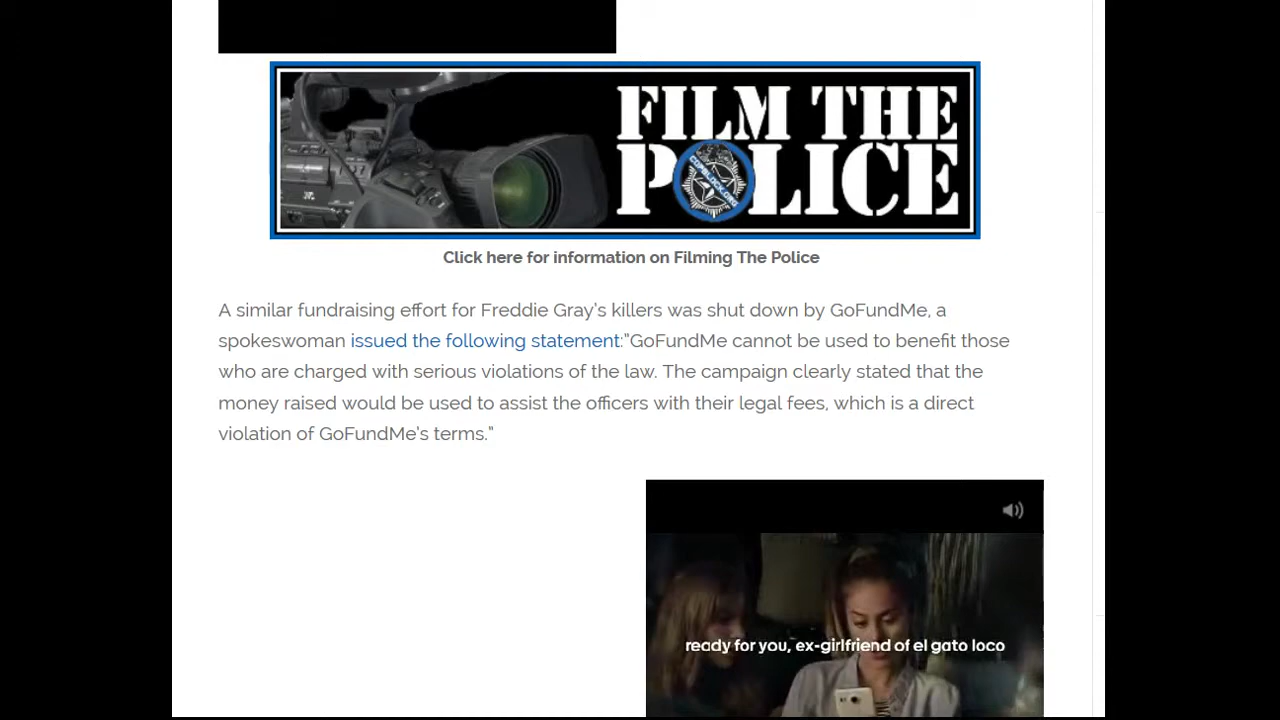 FILM THE
POLICE
COPBLOCK.ORG
Click here for information on Filming The Police
A similar fundraising effort for Freddie Gray's killers was shut down by GoFundMe, a
spokeswoman issued the following statement:"GoFundMe cannot be used to benefit those
who are charged with serious violations of the law. The campaign clearly stated that the
money raised would be used to assist the officers with their legal fees, which is a direct
violation of GoFundMe's terms."
ready for you, ex-girlfriend of el gato loco